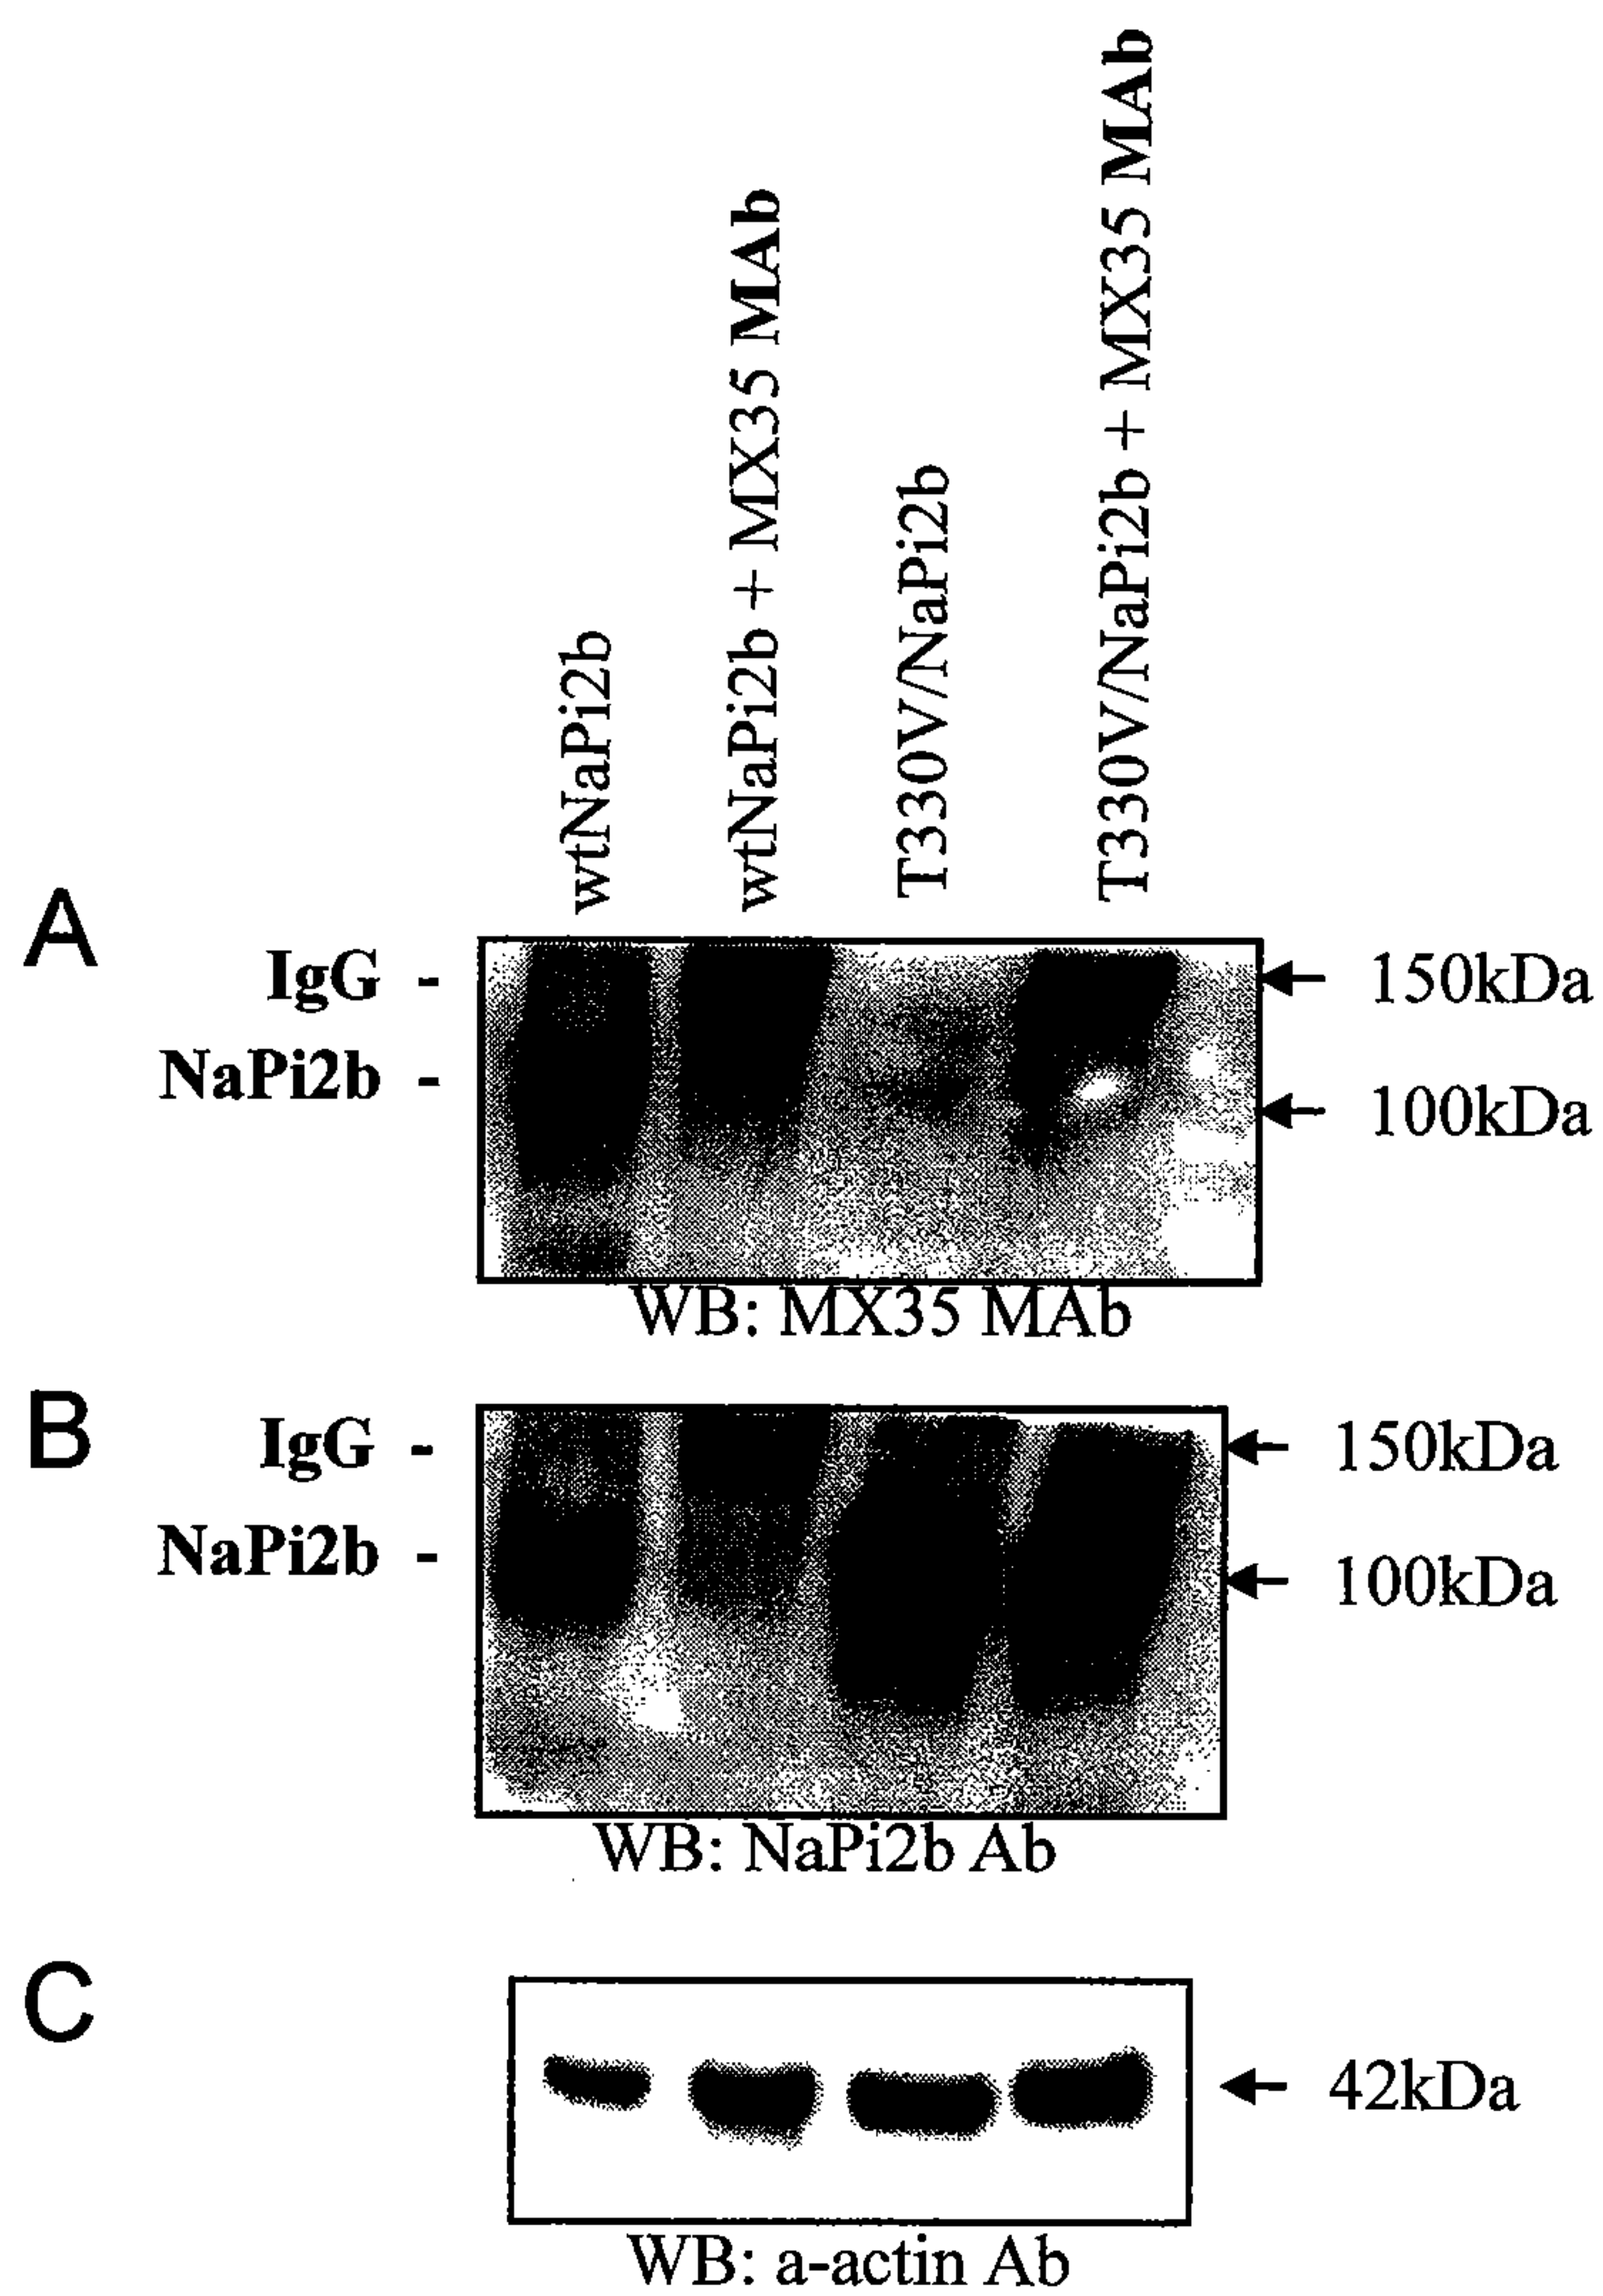 wtNaPi2b
wtNaPi2b + MX35 MAb
T330V/NaPi2b
T330V/NaPi2b + MX35 MAb
A
IgG -
150kDa
NaPi2b -
100kDa
WB: MX35 MAb
B
IgG -
150kDa
NaPi2b -
100kDa
WB: NaPi2b Ab
C
42kDa
WB: a-actin Ab